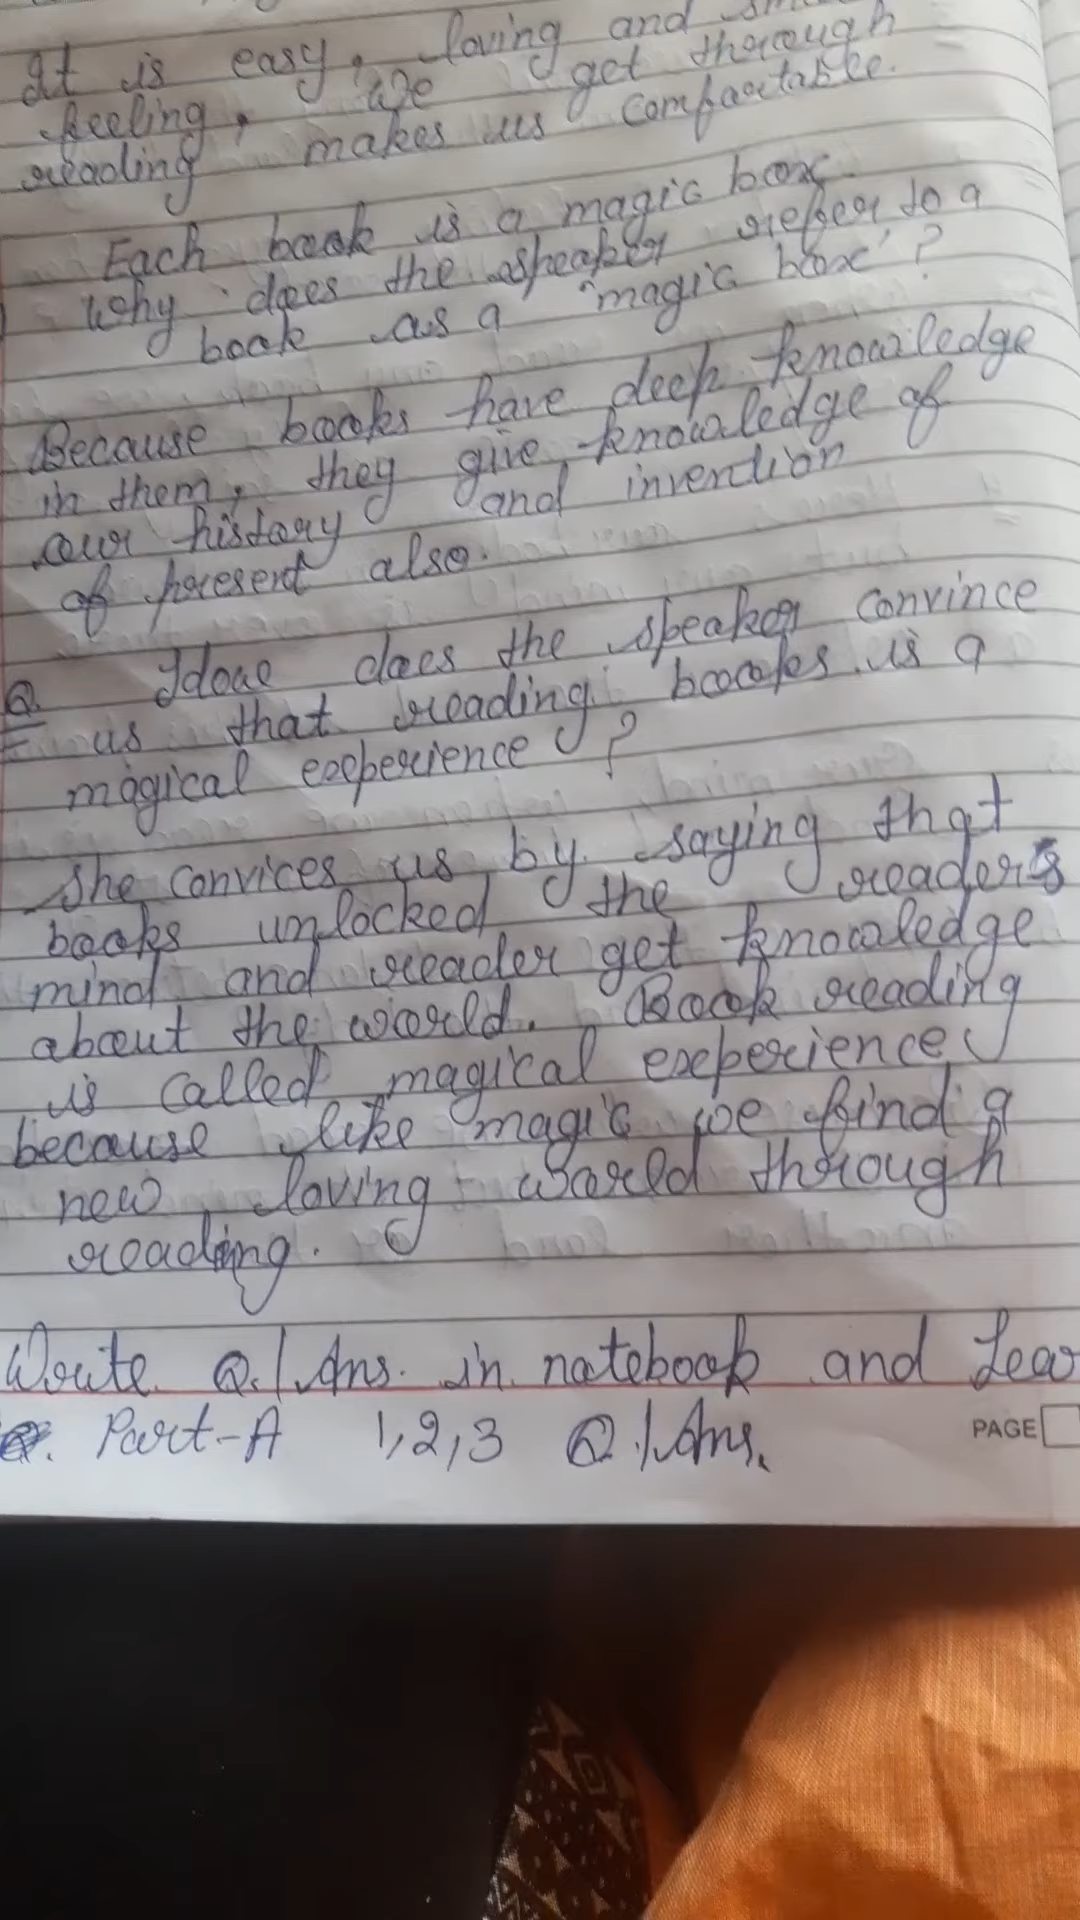 It is easy, loving and
feeling, we get thorough
reading makes us comfortable.
Each book is a magic box.
Why does the speaker refer to a
book as a 'magic box'?
Because books have deep knowledge
in them, they give knowledge of
our history and invention
of present also.
Q. How does the speaker convince
us that reading books is a
magical experience?
She convices us by saying that
books unlocked the readers
mind and reader get knowledge
about the world. Book reading
is called magical experience
because like magic we find a
new loving world through
reading.
Write Q./Ans. in notebook and
Q. Part-A 1,2,3 Q./Ans.
PAGE